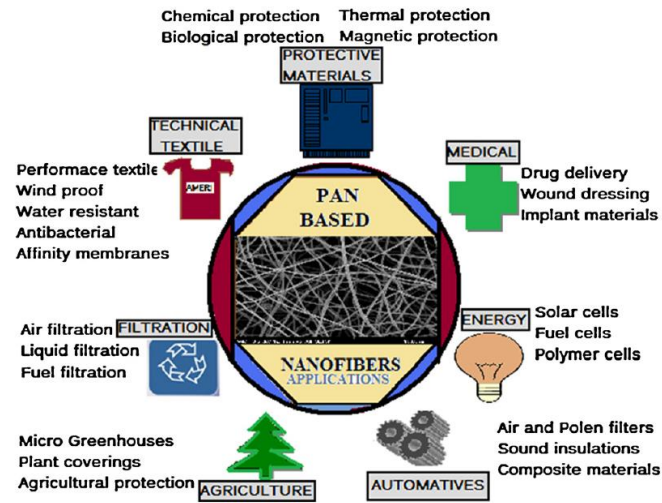 Chemical protection
Thermal protection
Biological protection
Magnetic protection
PROTECTIVE
MATERIALS
TECHNICAL
TEXTILE
Performace textile
Wind proof
Water resistant
Antibacterial
Affinity membranes
MEDICAL
Drug delivery
Wound dressing
Implant materials
PAN
BASED
NANOFIBERS
APPLICATIONS
FILTRATION
Air filtration
Liquid filtration
Fuel filtration
ENERGY
Solar cells
Fuel cells
Polymer cells
AGRICULTURE
Micro Greenhouses
Plant coverings
Agricultural protection
AUTOMATIVES
Air and Polen filters
Sound insulations
Composite materials